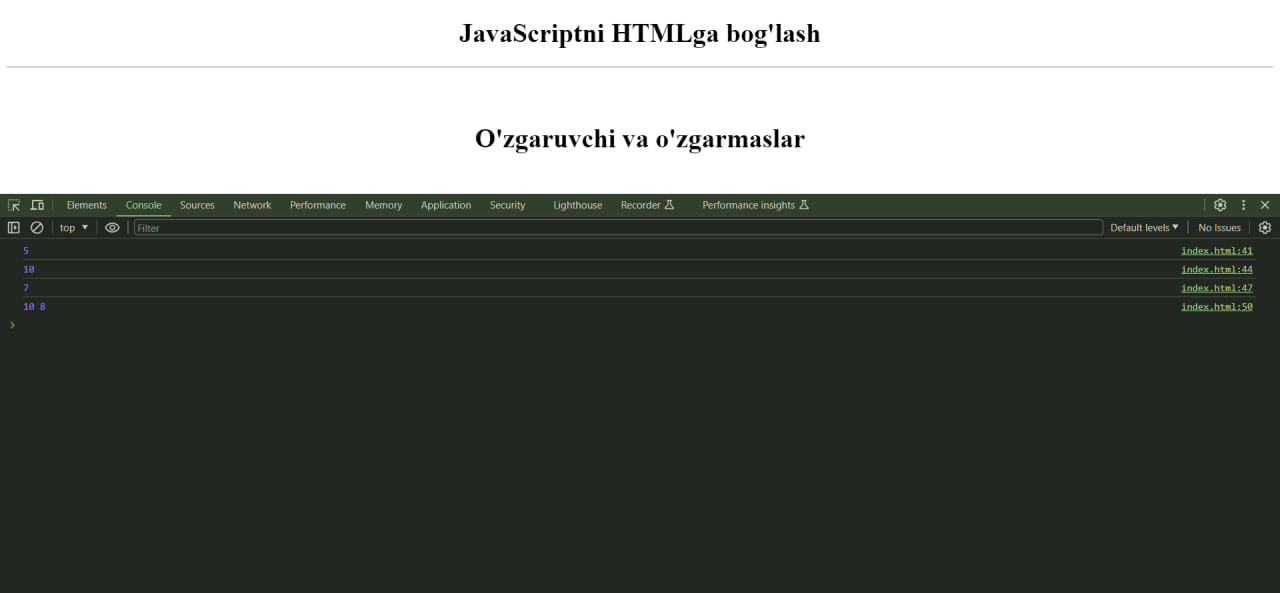 JavaScriptni HTMLga bog'lash
O'zgaruvchi va o'zgarmaslar
Elements Console Sources Network Performance Memory Application Security Lighthouse Recorder Performance insights
top Filter Default levels No Issues
5 index.html:41
10 index.html:44
7 index.html:47
10 8 index.html:50